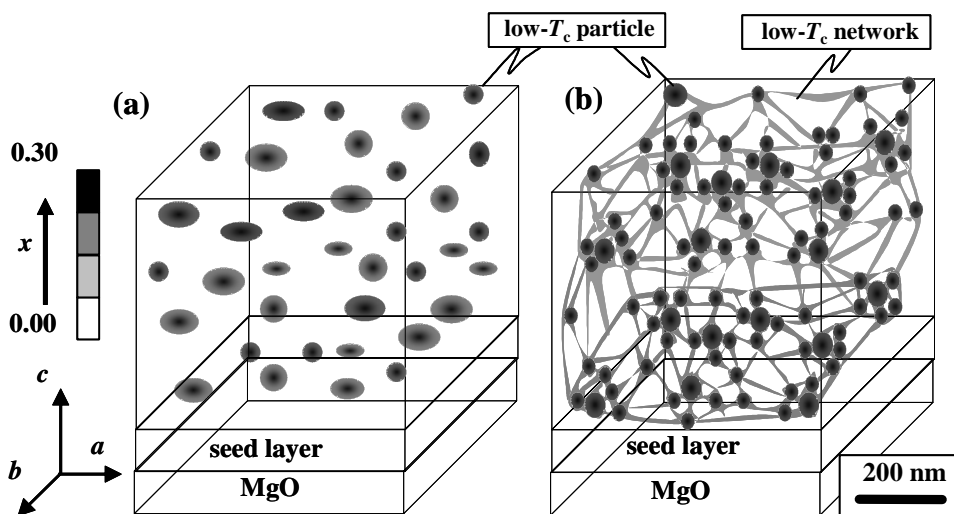 low-Tc particle
low-Tc network
(a)
(b)
0.30
x
0.00
c
a
b
seed layer
MgO
seed layer
MgO
200 nm